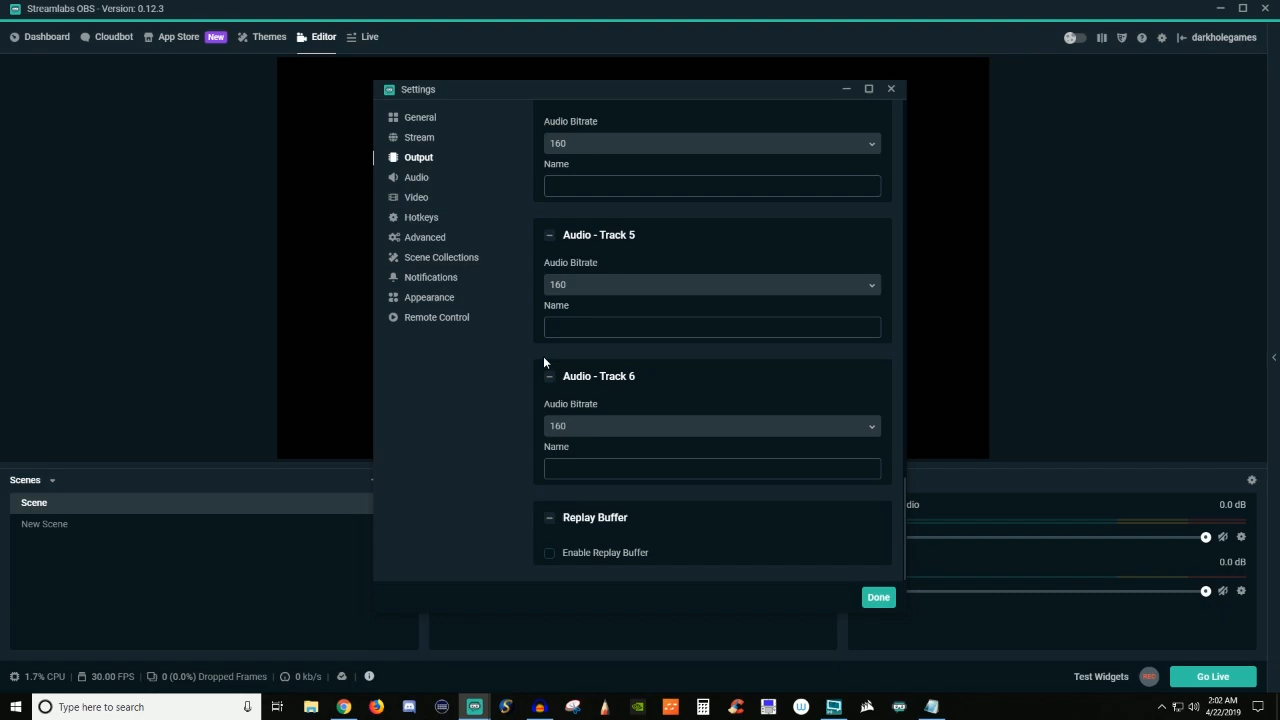 Streamlabs OBS - Version: 0.12.3
Dashboard Cloudbot App Store New Themes Editor Live darkholegames
Settings
General
Stream
Output
Audio
Video
Hotkeys
Advanced
Scene Collections
Notifications
Appearance
Remote Control
Audio Bitrate
160
Name
Audio - Track 5
Audio Bitrate
160
Name
Audio - Track 6
Audio Bitrate
160
Name
Replay Buffer
Enable Replay Buffer
Done
Scenes
Scene
New Scene
dio 0.0 dB
0.0 dB
1.7% CPU 30.00 FPS 0 (0.0%) Dropped Frames 0 kb/s Test Widgets REC Go Live
Type here to search
2:02 AM
4/22/2019